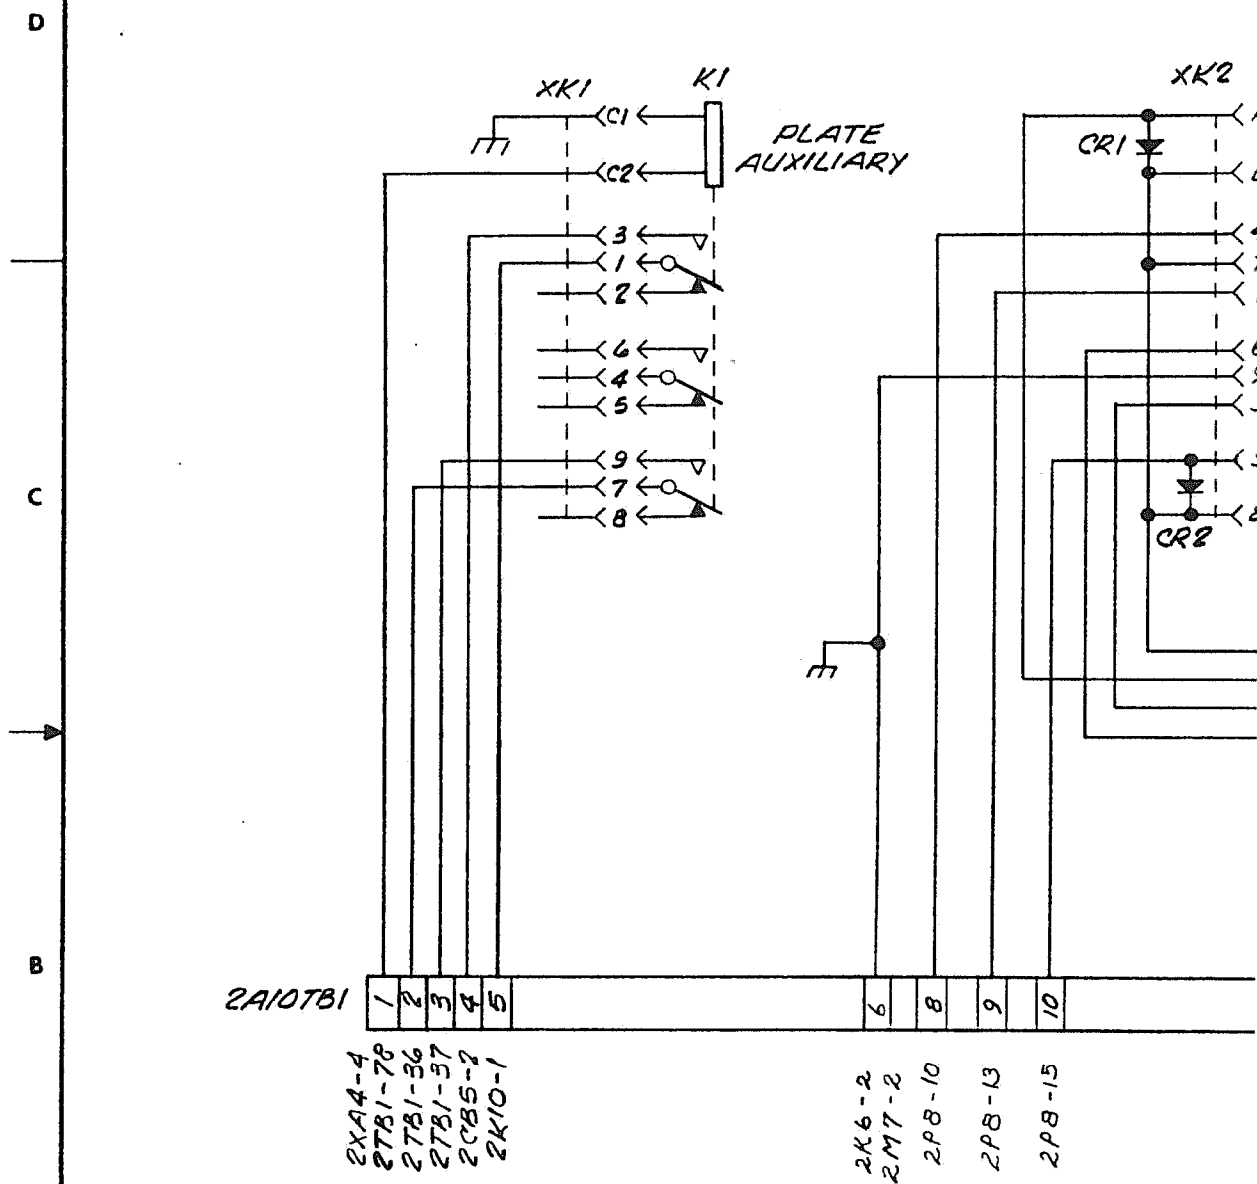 D
XK1
K1
C1
C2
PLATE
AUXILIARY
3
1
2
6
4
5
9
7
8
XK2
CR1
CR2
C
B
2A10TB1
1
2
3
4
5
6
8
9
10
2XA4-4
2TB1-78
2TB1-36
2TB1-37
2CB5-2
2K10-1
2K6-2
2M7-2
2P8-10
2P8-13
2P8-15